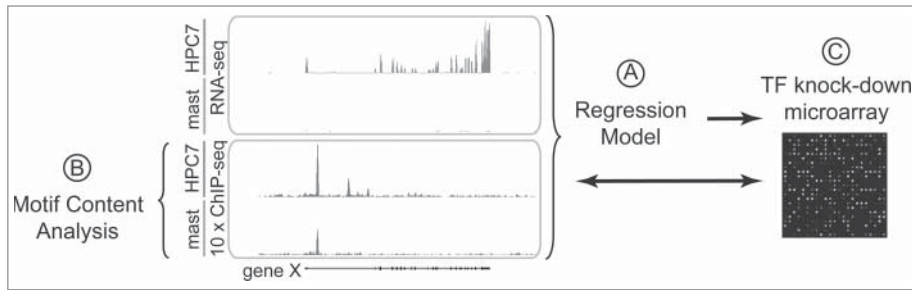 HPC7
mast
RNA-seq
HPC7
mast
10 x ChIP-seq
gene X
B
Motif Content
Analysis
A
Regression
Model
C
TF knock-down
microarray